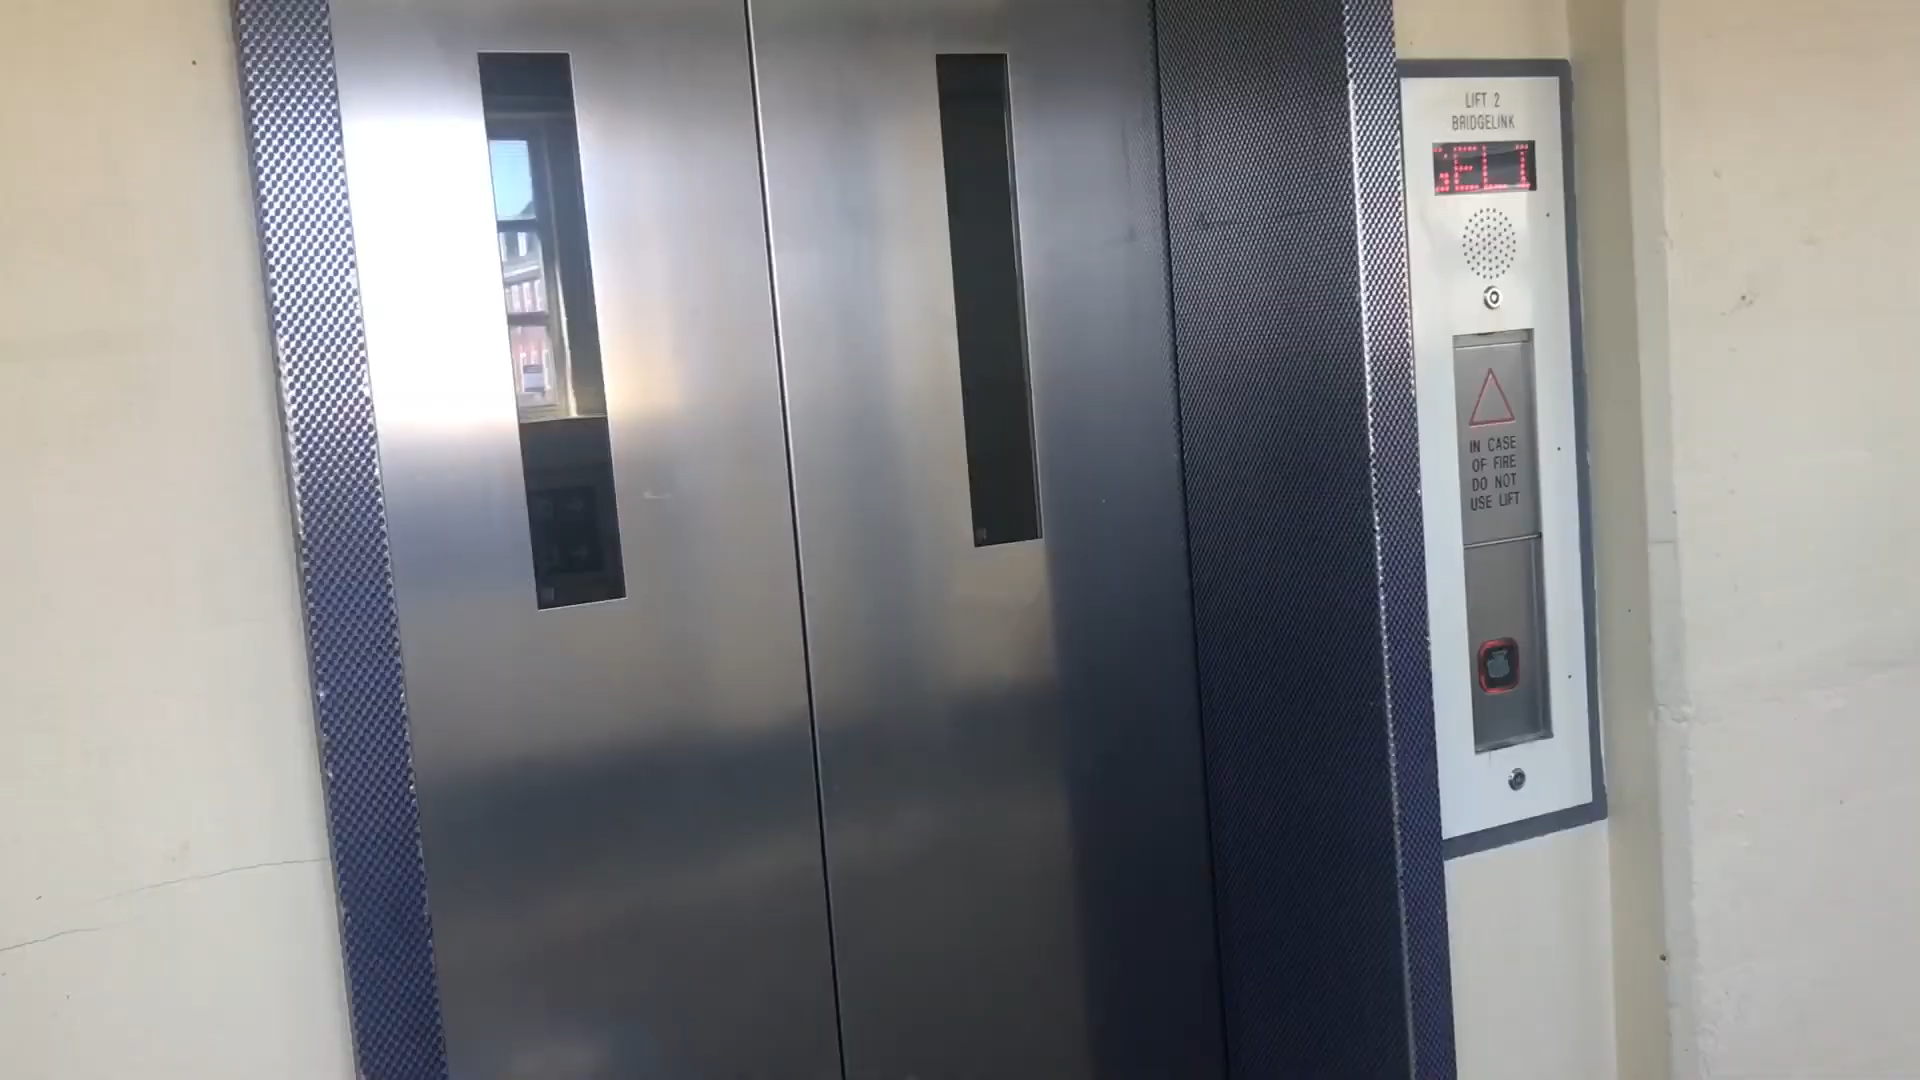 LIFT 2
BRIDGELINK
IN CASE
OF FIRE
DO NOT
USE LIFT